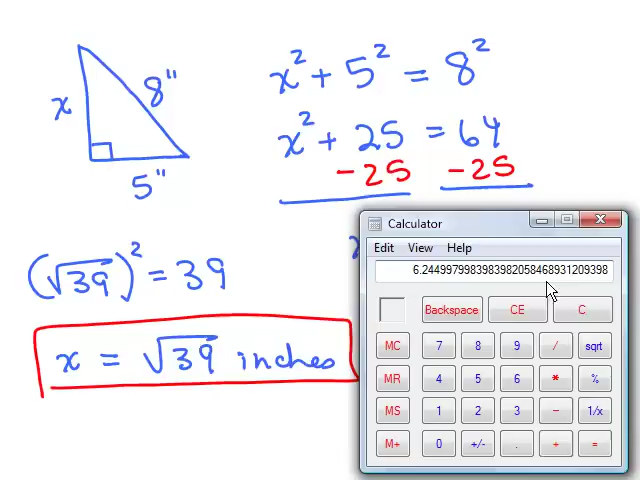 x
8"
5"
x² + 5² = 8²
x² + 25 = 64
-25 -25
(√39)² = 39
x = √39 inches
Calculator
Edit View Help
6.2449979983983982058468931209398
Backspace CE C
MC 7 8 9 / sqrt
MR 4 5 6 * %
MS 1 2 3 - 1/x
M+ 0 +/- . + =